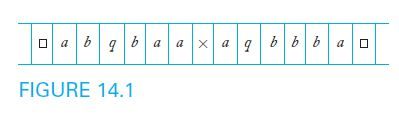 □ a b q b a a × a q b b b a □
FIGURE 14.1